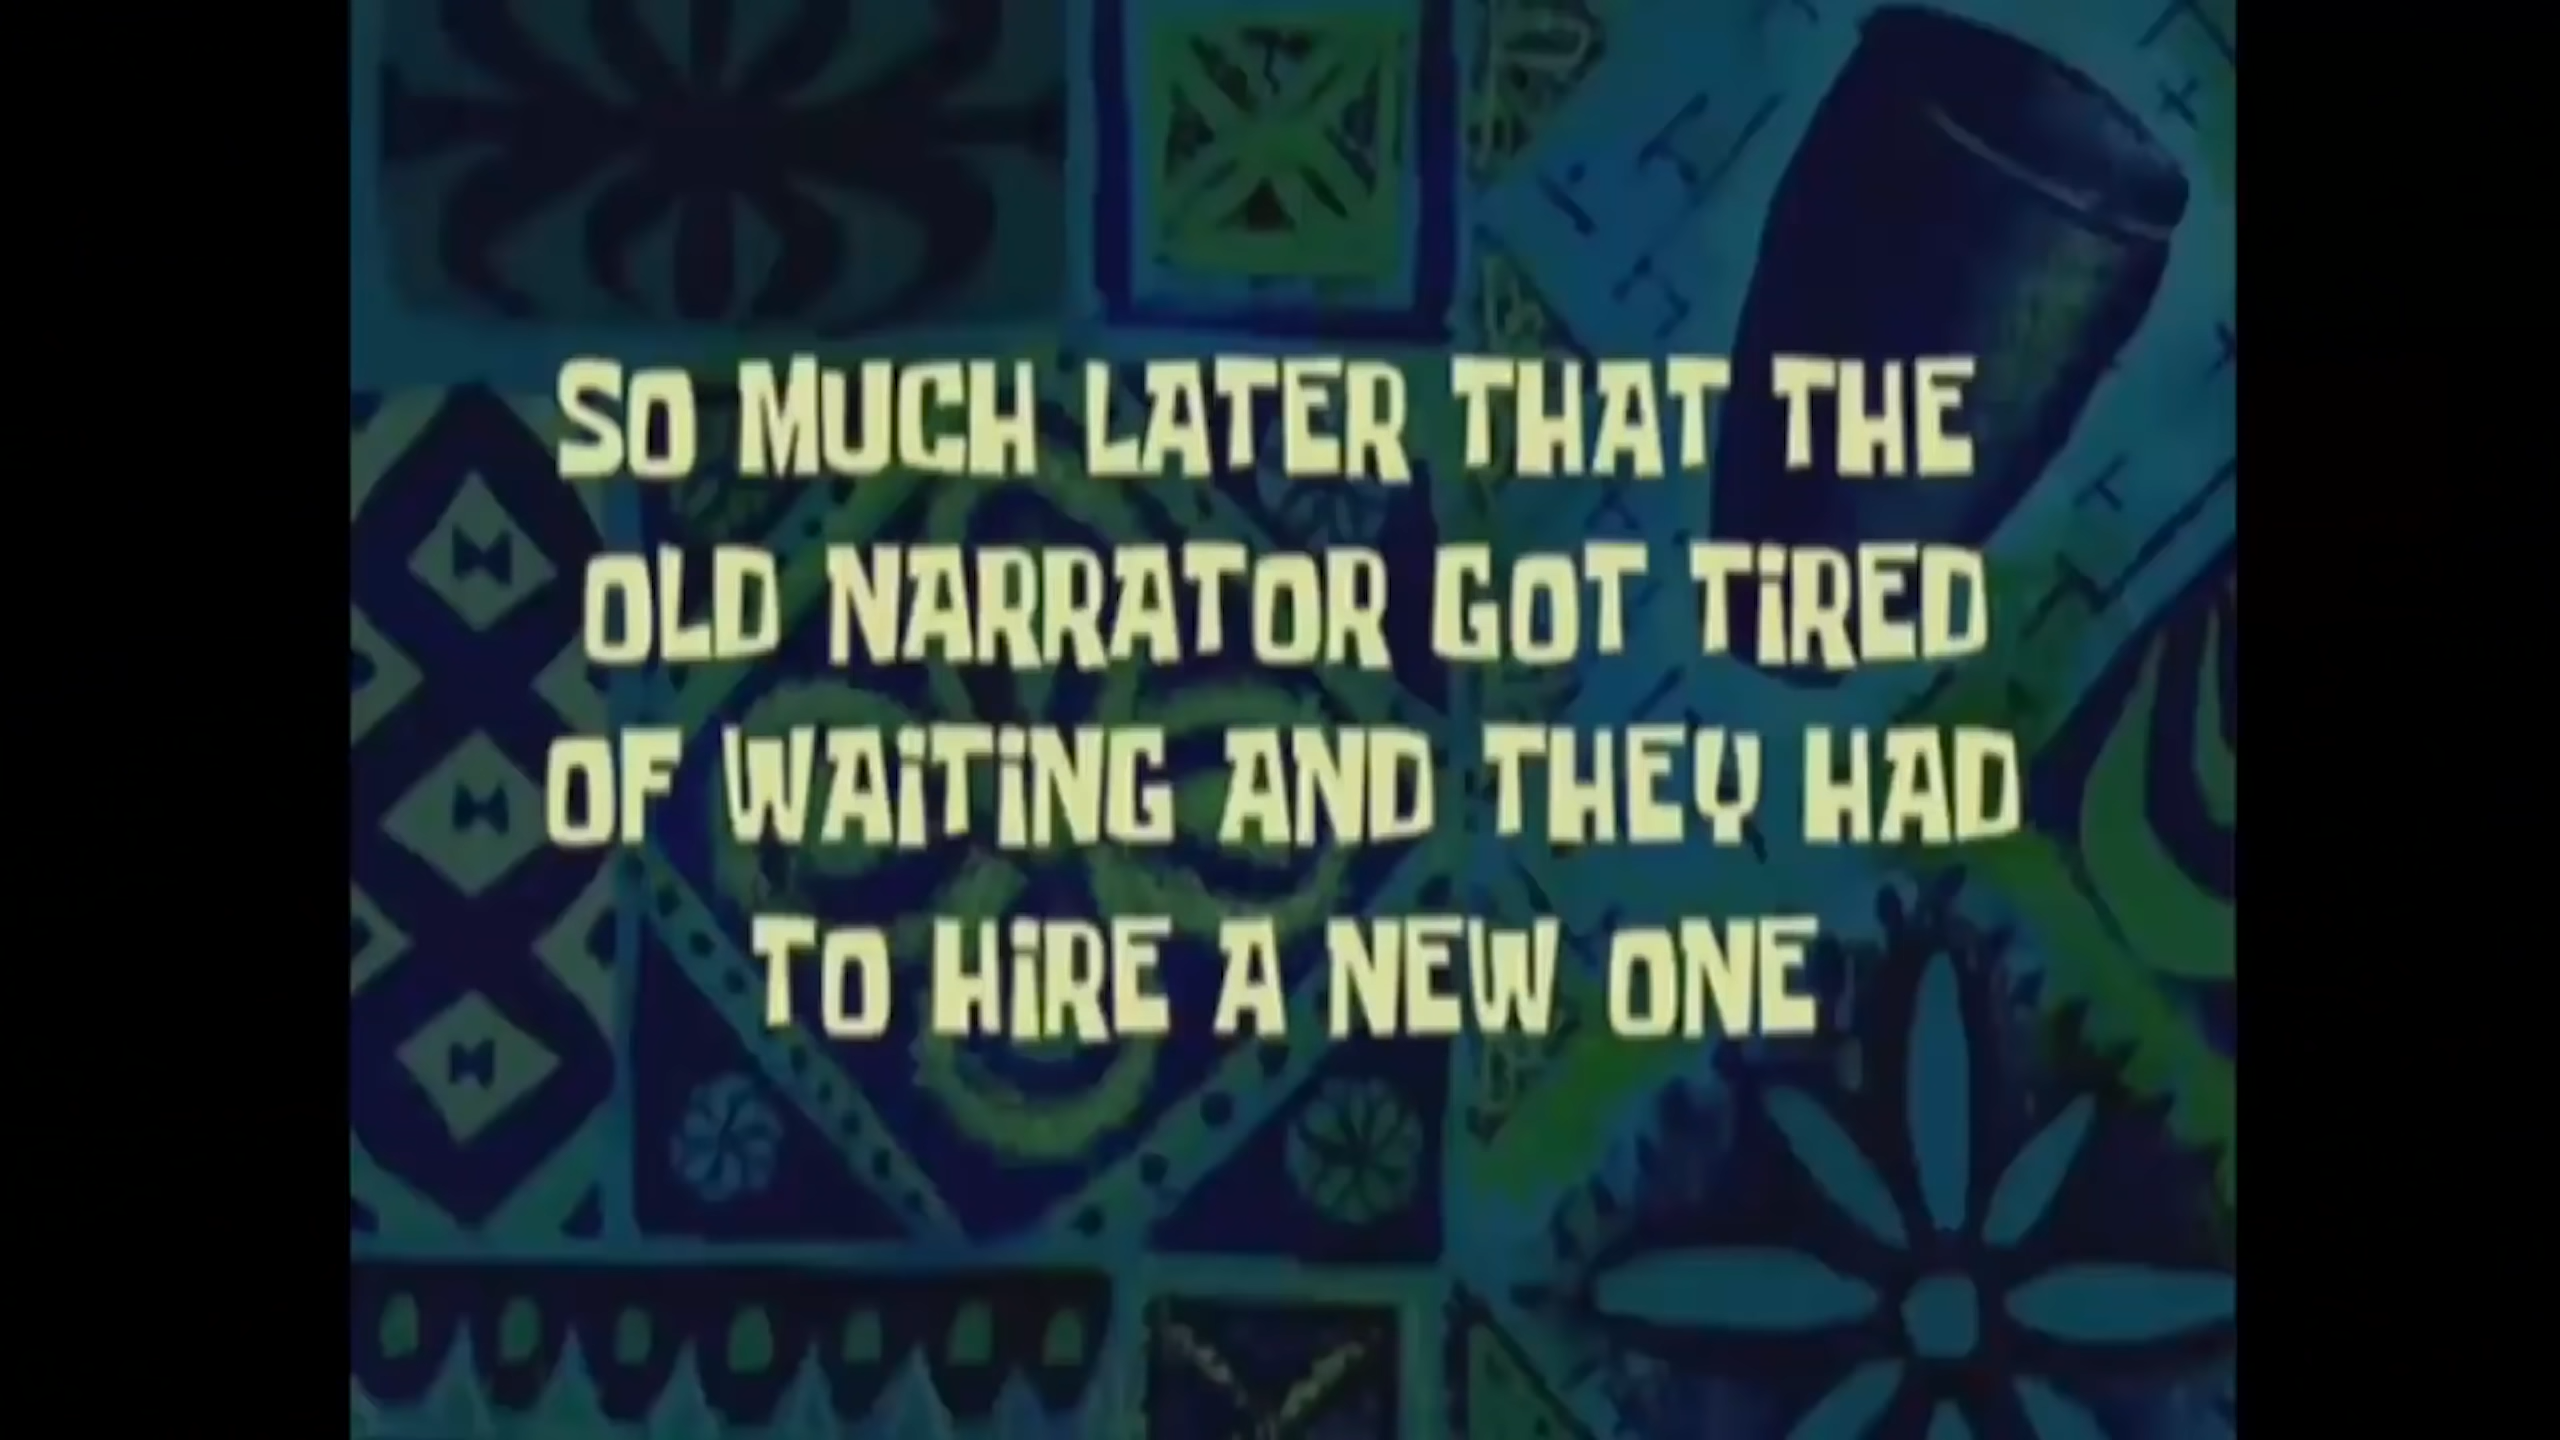 SO MUCH LATER THAT THE
OLD NARRATOR GOT TiRED
OF WAiTiNG AND THEY HAD
TO HiRE A NEW ONE